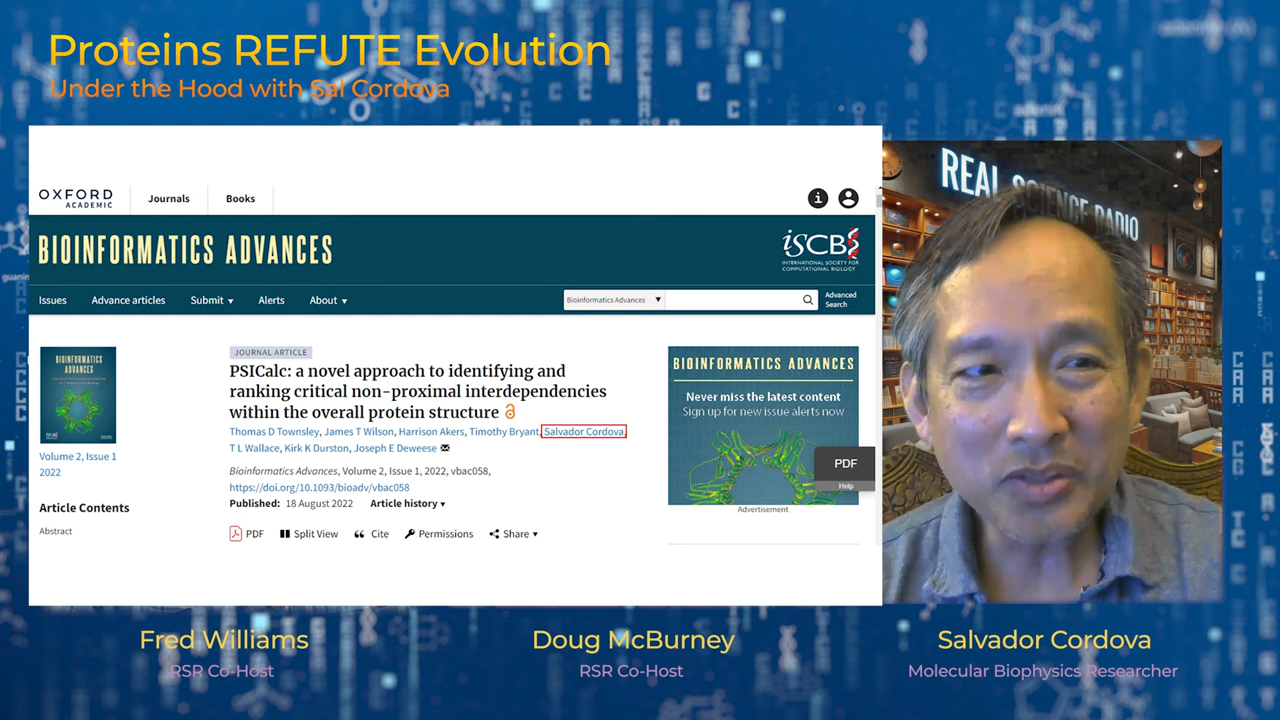 Proteins REFUTE Evolution
Under the Hood with Sal Cordova
OXFORD
ACADEMIC
Journals
Books
BIOINFORMATICS ADVANCES
iSCB
INTERNATIONAL SOCIETY FOR
COMPUTATIONAL BIOLOGY
Issues
Advance articles
Submit
Alerts
About
Bioinformatics Advances
Advanced
Search
BIOINFORMATICS
ADVANCES
Volume 2, Issue 1
2022
Article Contents
Abstract
JOURNAL ARTICLE
PSICalc: a novel approach to identifying and
ranking critical non-proximal interdependencies
within the overall protein structure
Thomas D Townsley, James T Wilson, Harrison Akers, Timothy Bryant, Salvador Cordova,
T L Wallace, Kirk K Durston, Joseph E Deweese
Bioinformatics Advances, Volume 2, Issue 1, 2022, vbac058,
https://doi.org/10.1093/bioadv/vbac058
Published: 18 August 2022 Article history
PDF
Split View
Cite
Permissions
Share
BIOINFORMATICS ADVANCES
Never miss the latest content
Sign up for new issue alerts now
PDF
Help
Advertisement
REAL SCIENCE RADIO
Fred Williams
RSR Co-Host
Doug McBurney
RSR Co-Host
Salvador Cordova
Molecular Biophysics Researcher